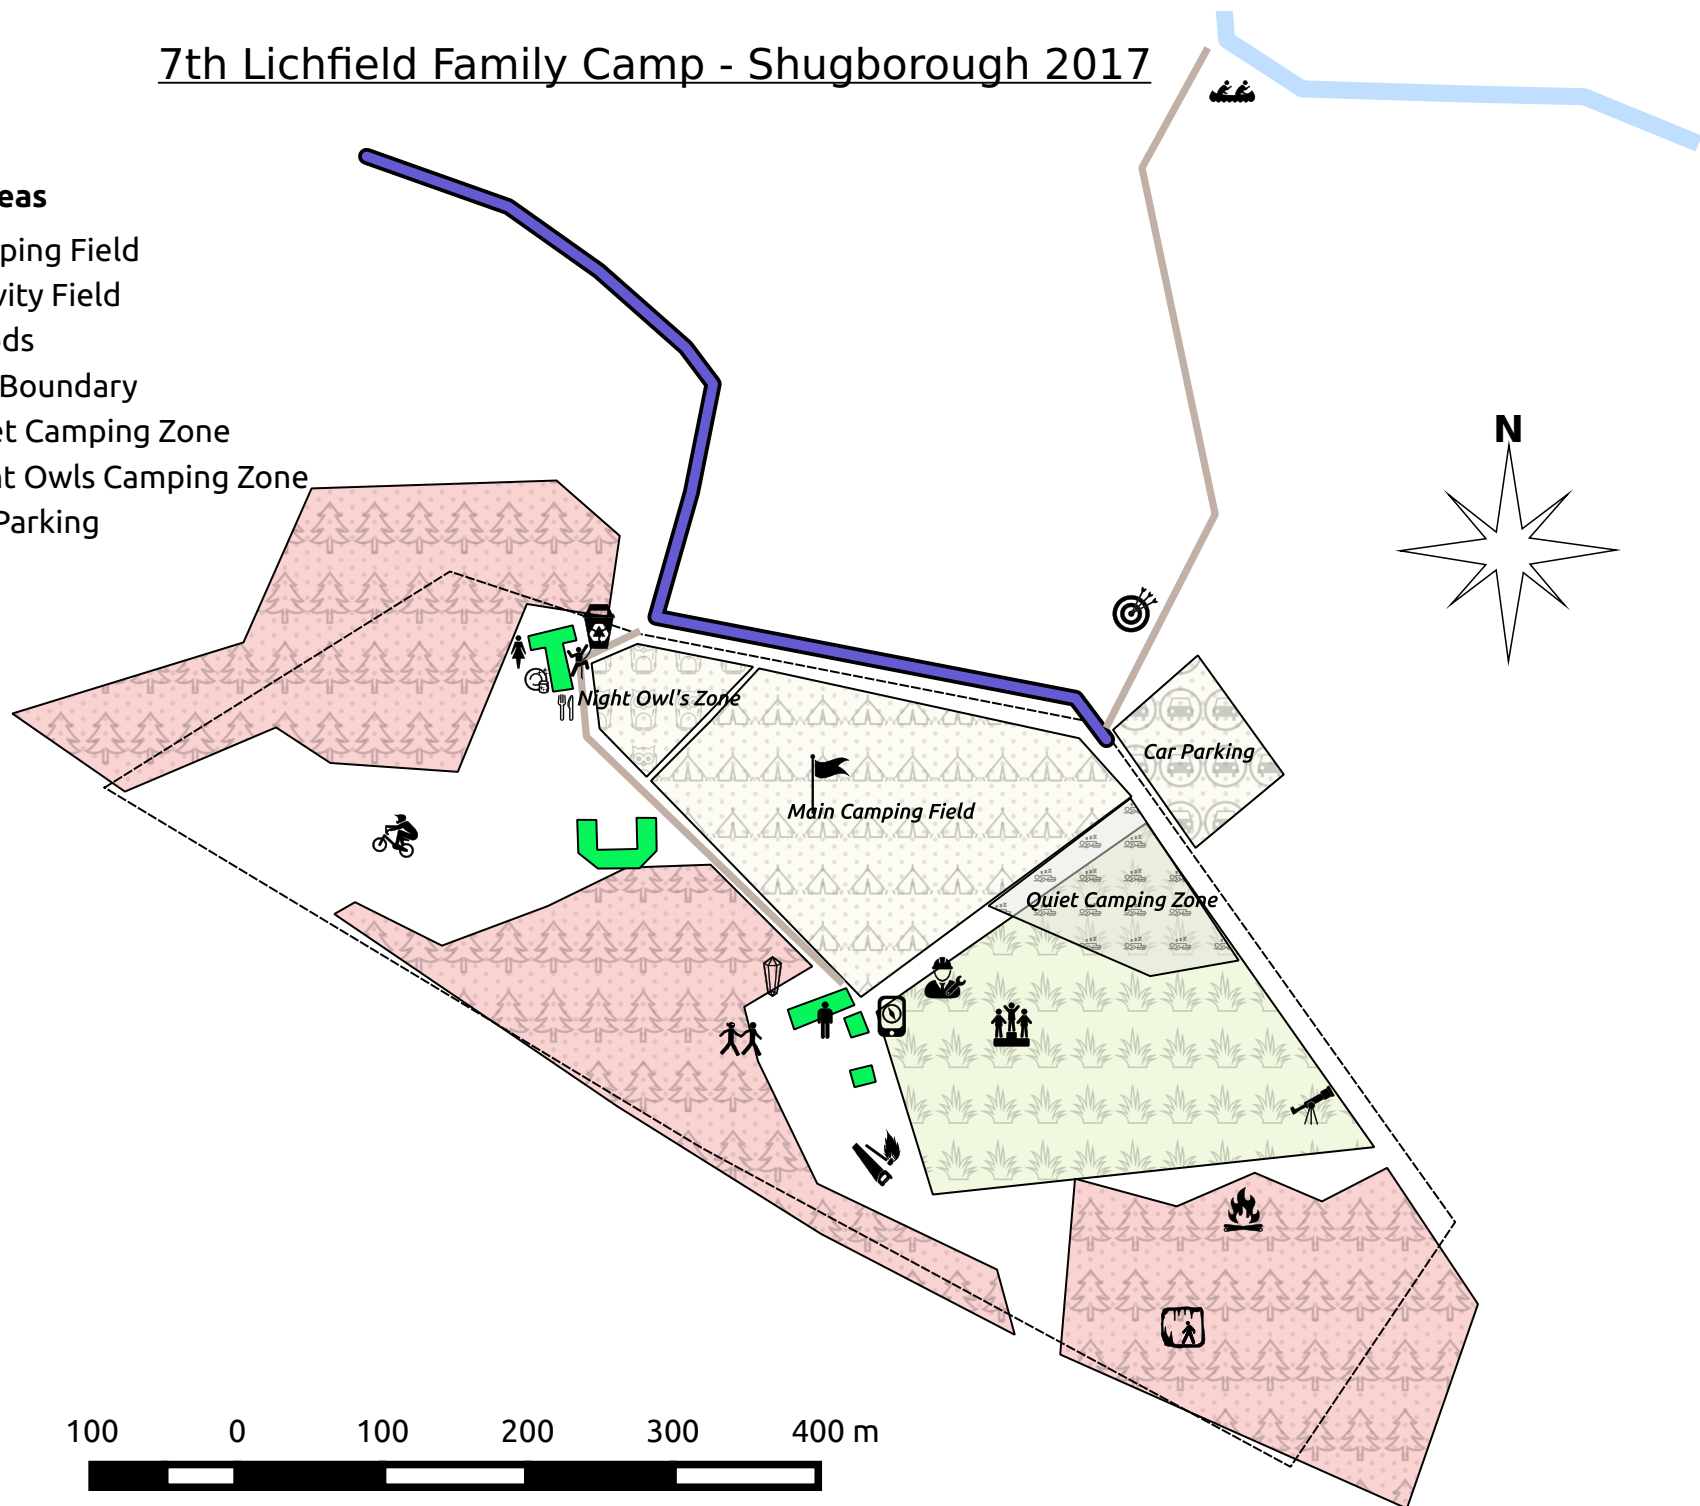 7th Lichfield Family Camp - Shugborough 2017
eas
ping Field
vity Field
ds
Boundary
et Camping Zone
ht Owls Camping Zone
Parking
N
Night Owl's Zone
Car Parking
Main Camping Field
Quiet Camping Zone
100 0 100 200 300 400 m